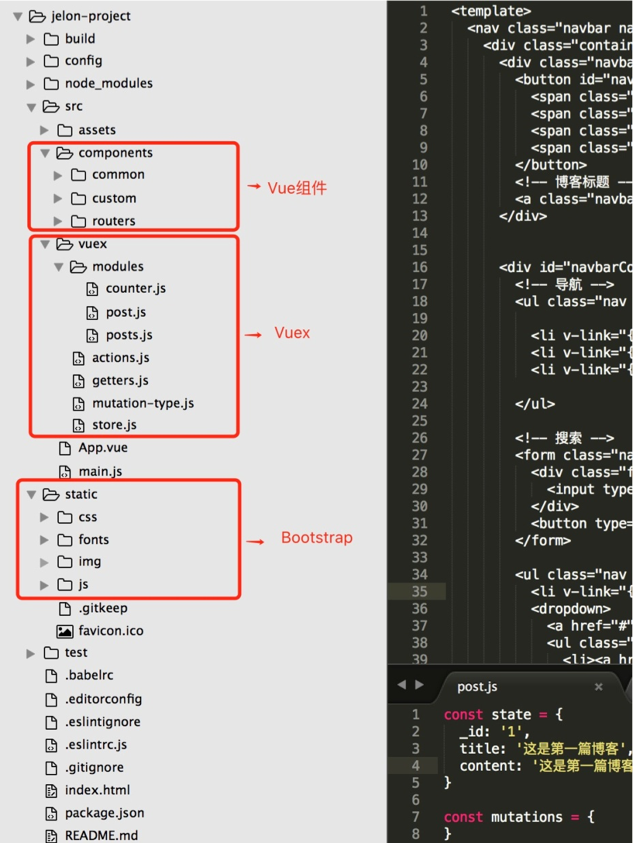 jelon-project
build
config
node_modules
src
assets
components
common
custom
routers
Vue组件
vuex
modules
counter.js
post.js
posts.js
actions.js
getters.js
mutation-type.js
store.js
Vuex
App.vue
main.js
static
css
fonts
img
js
Bootstrap
.gitkeep
favicon.ico
test
.babelrc
.editorconfig
.eslintignore
.eslintrc.js
.gitignore
index.html
package.json
README.md
1 <template>
2 <nav class="navbar na
3 <div class="contain
4 <div class="navba
5 <button id="nav
6 <span class="
7 <span class="
8 <span class="
9 <span class="
10 </button>
11 <!-- 博客标题 --
12 <a class="navba
13 </div>
14
15
16 <div id="navbarCo
17 <!-- 导航 -->
18 <ul class="nav
19
20 <li v-link="{
21 <li v-link="{
22 <li v-link="{
23
24 </ul>
25
26 <!-- 搜索 -->
27 <form class="na
28 <div class="f
29 <input type
30 </div>
31 <button type=
32 </form>
33
34 <ul class="nav
35 <li v-link="{
36 <dropdown>
37 <a href="#"
38 <ul class="
39 <li><a h
post.js ×
1 const state = {
2 _id: '1',
3 title: '这是第一篇博客',
4 content: '这是第一篇博客
5 }
6
7 const mutations = {
8 }